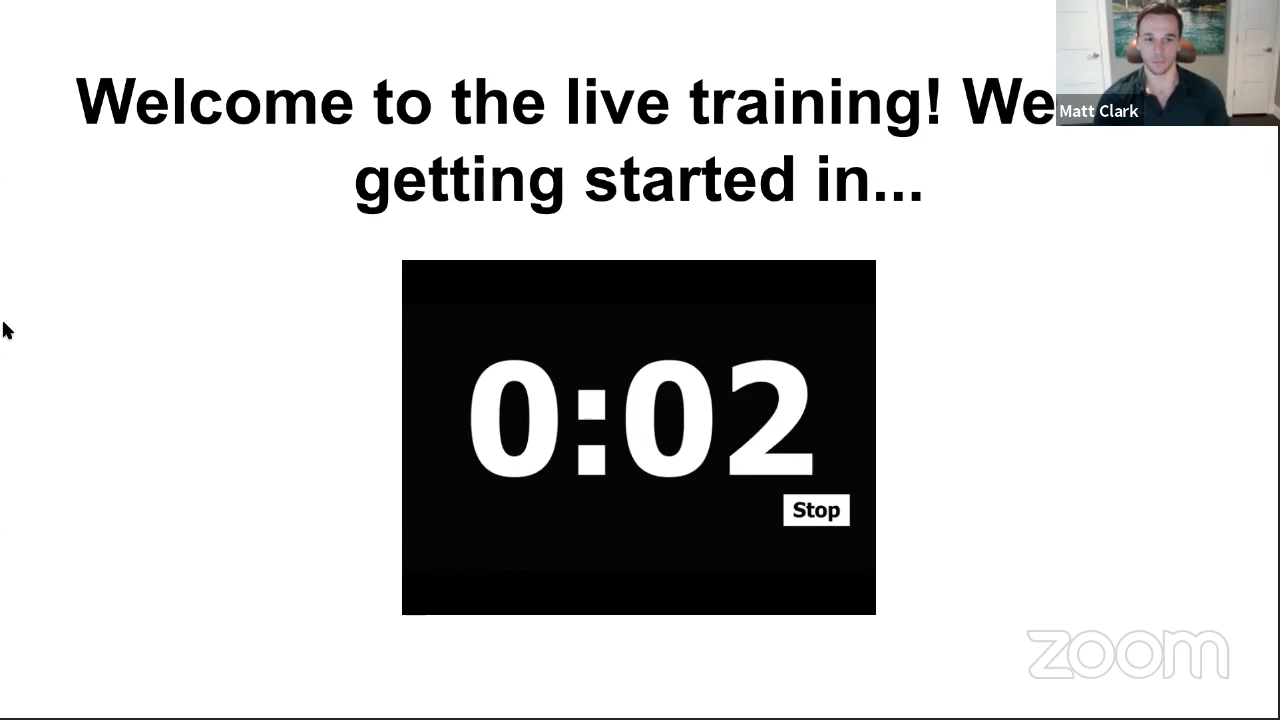 Welcome to the live training! We
getting started in...
Matt Clark
0:02
Stop
zoom